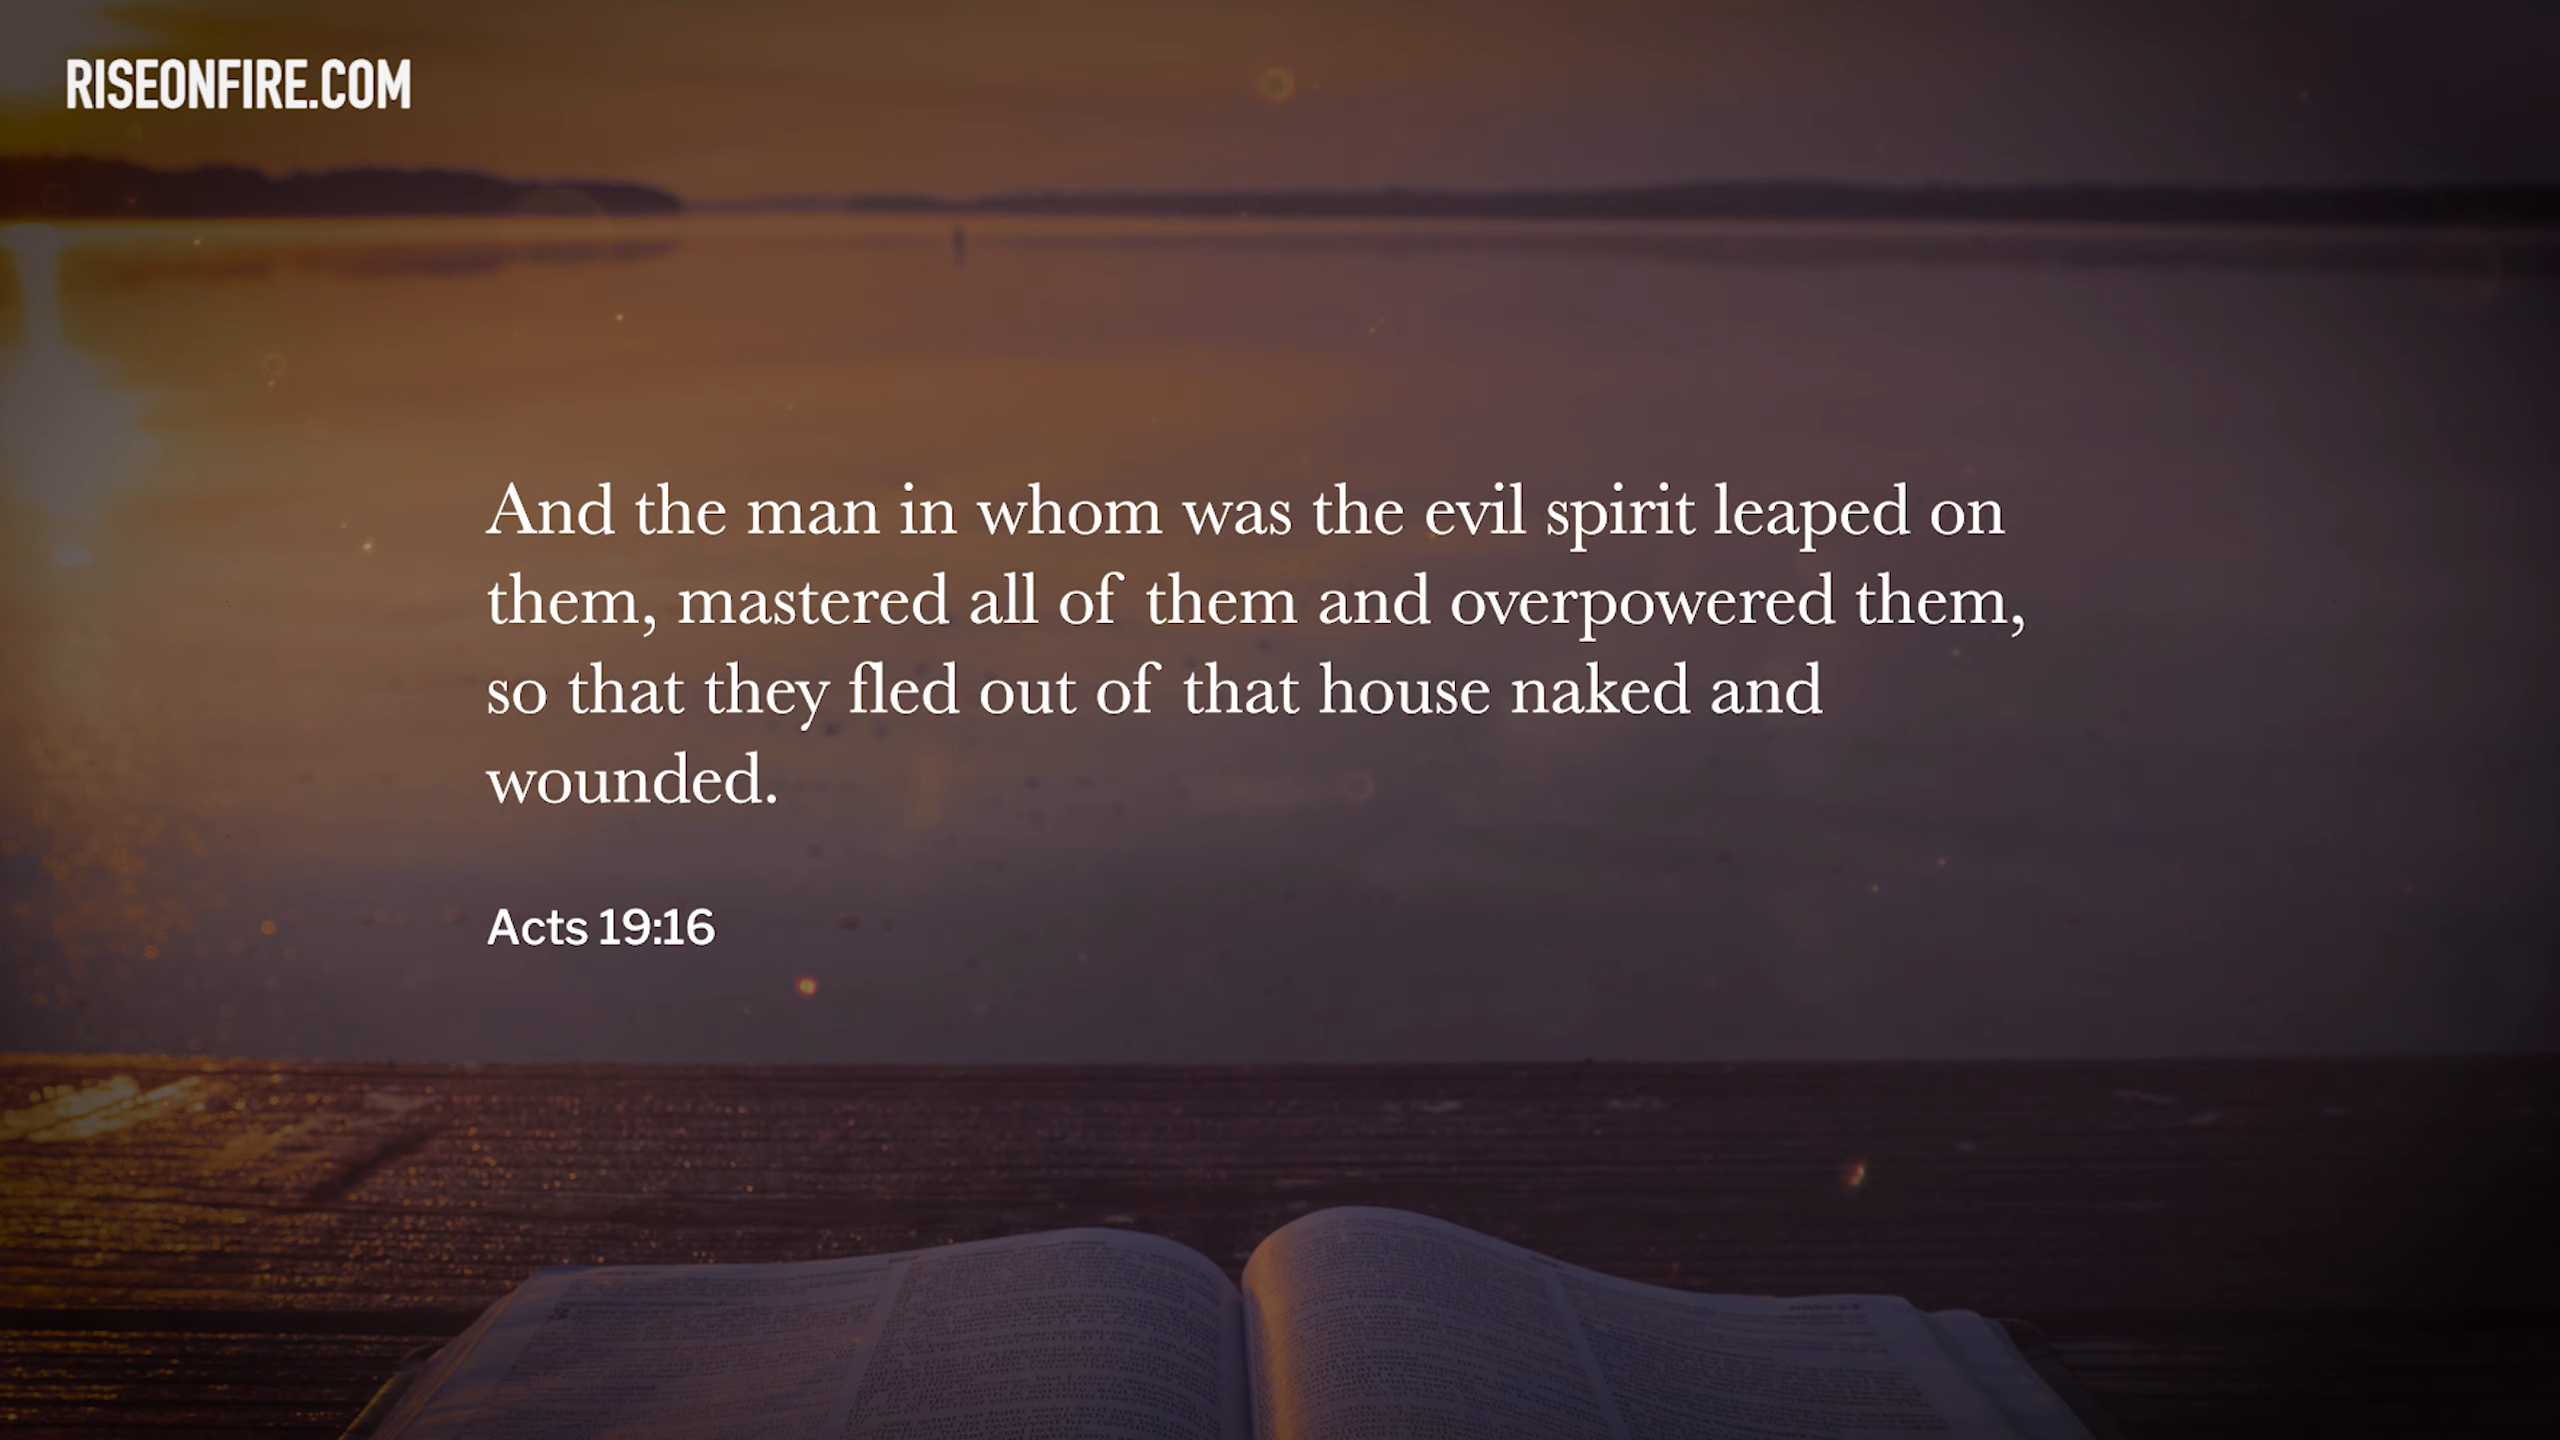 RISEONFIRE.COM
And the man in whom was the evil spirit leaped on
them, mastered all of them and overpowered them,
so that they fled out of that house naked and
wounded.
Acts 19:16